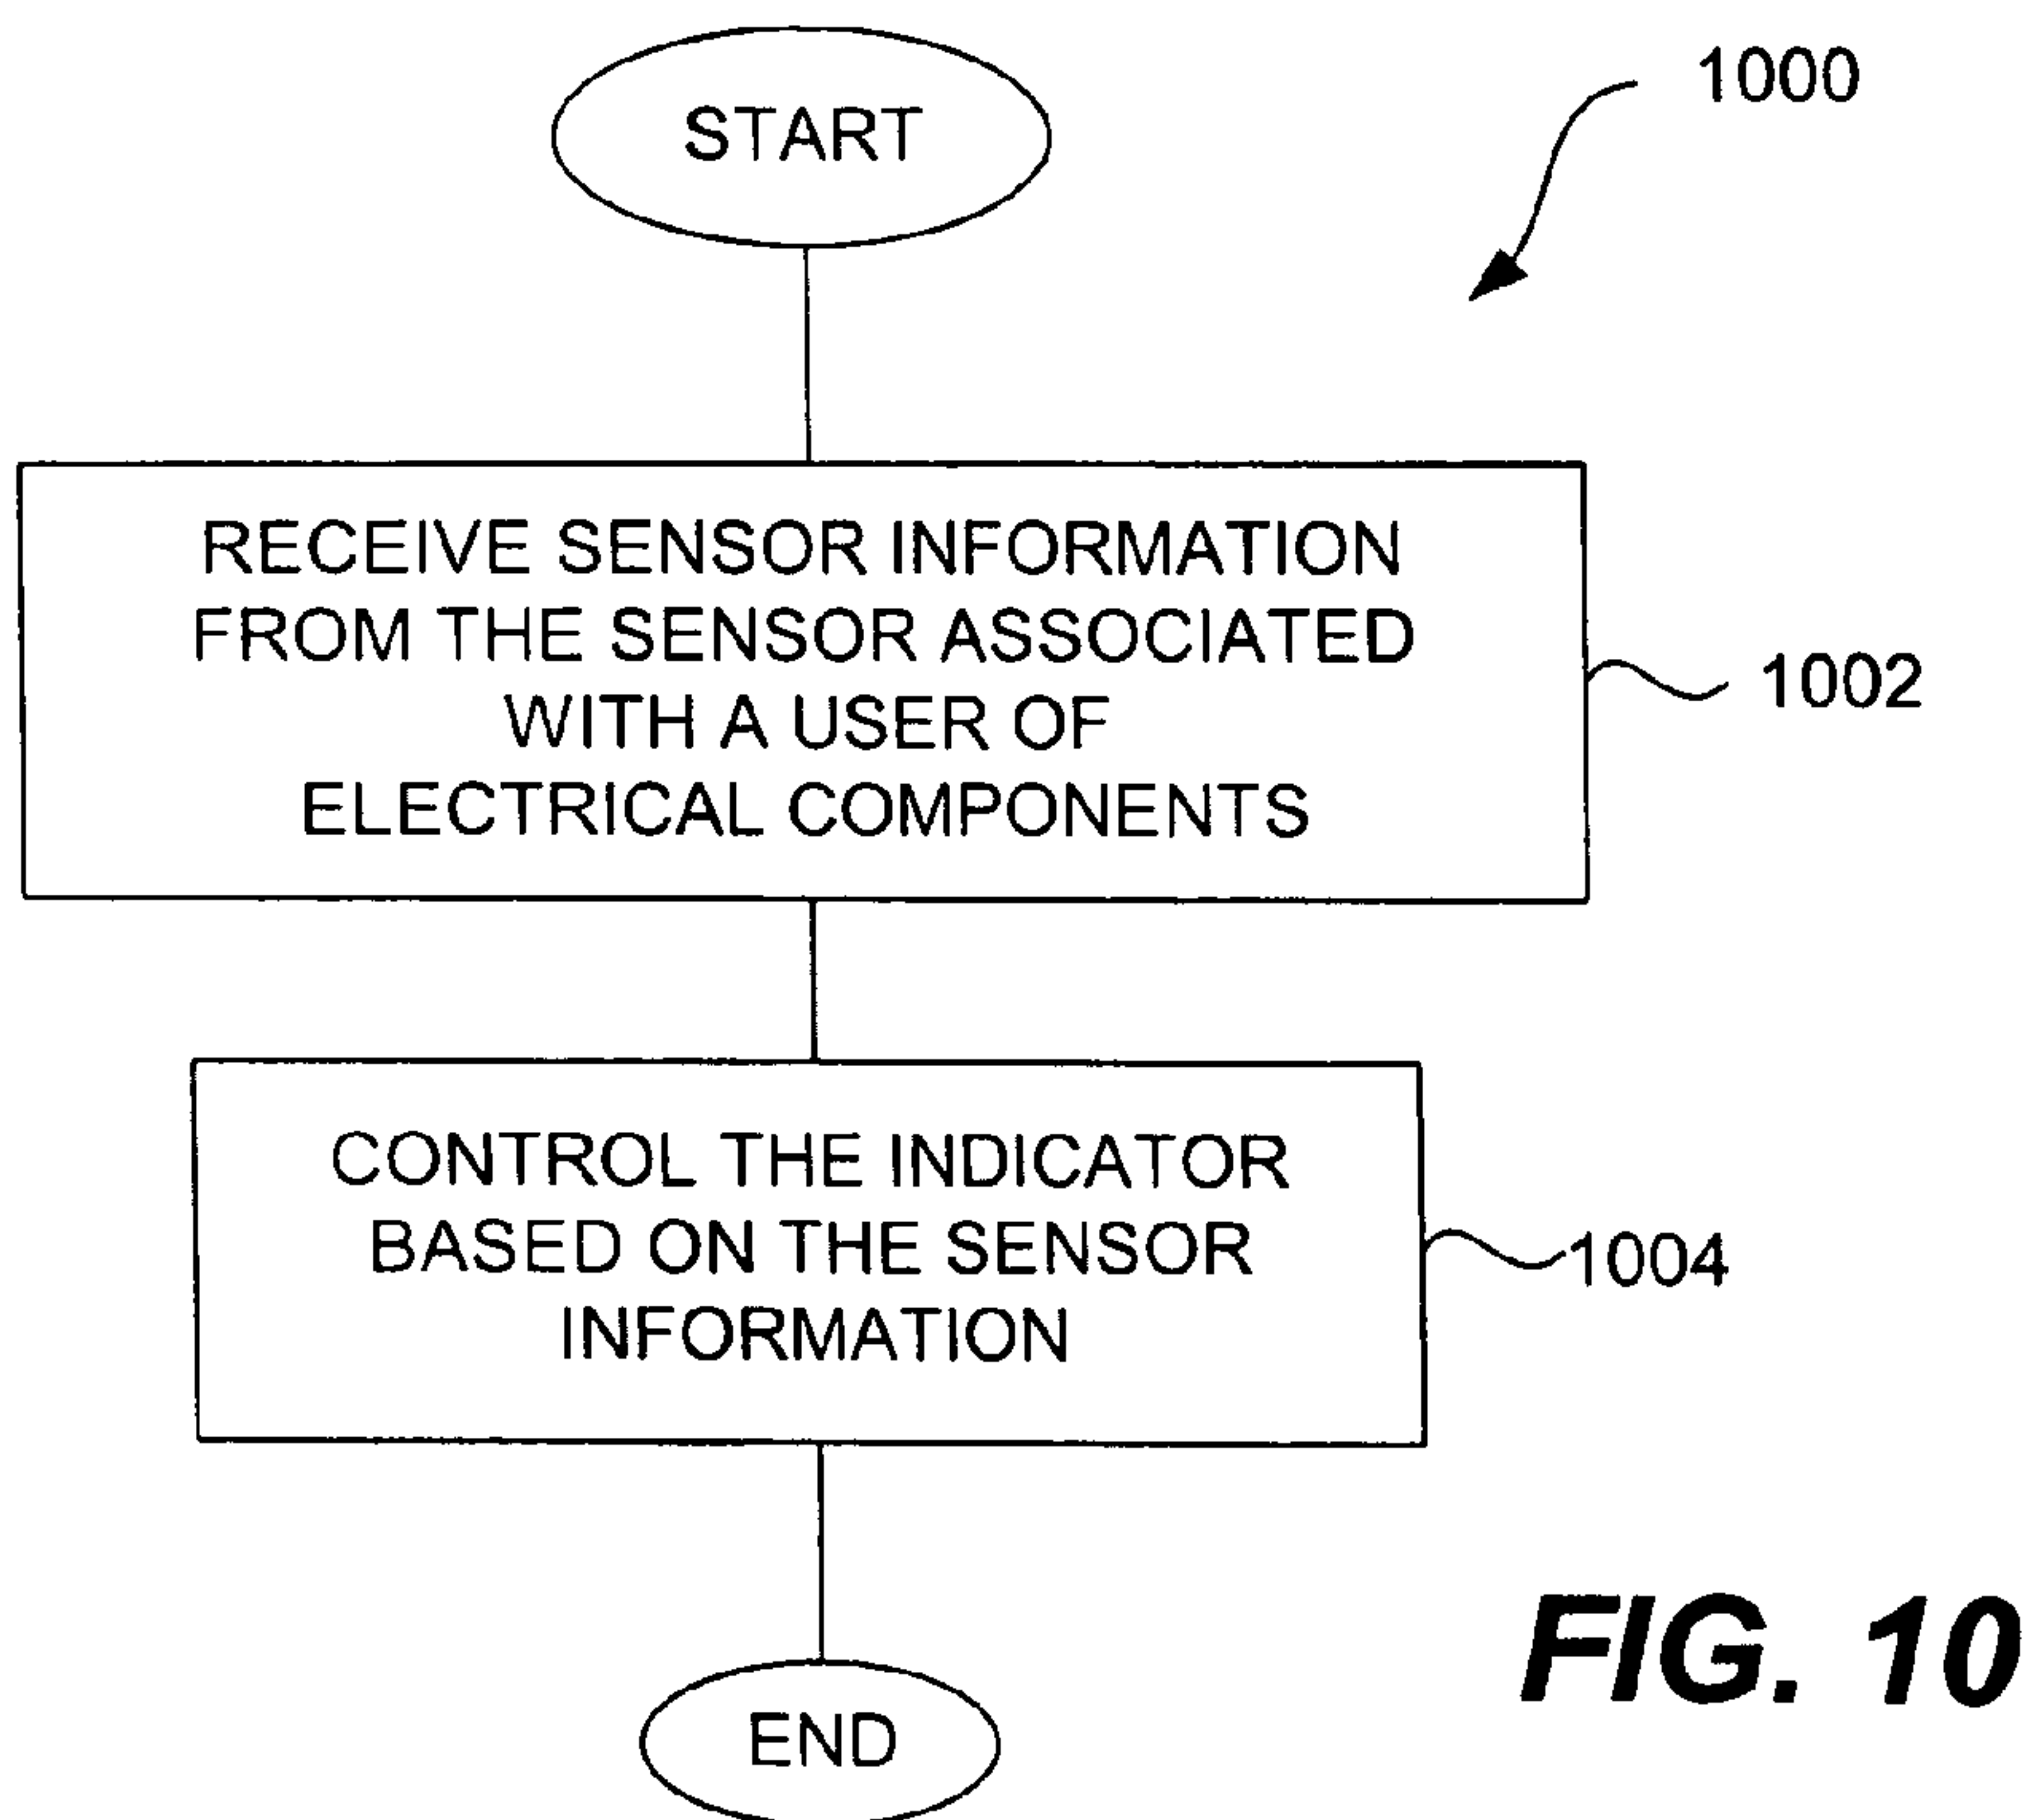 START
1000
RECEIVE SENSOR INFORMATION
FROM THE SENSOR ASSOCIATED
WITH A USER OF
ELECTRICAL COMPONENTS
1002
CONTROL THE INDICATOR
BASED ON THE SENSOR
INFORMATION
1004
END
FIG. 10